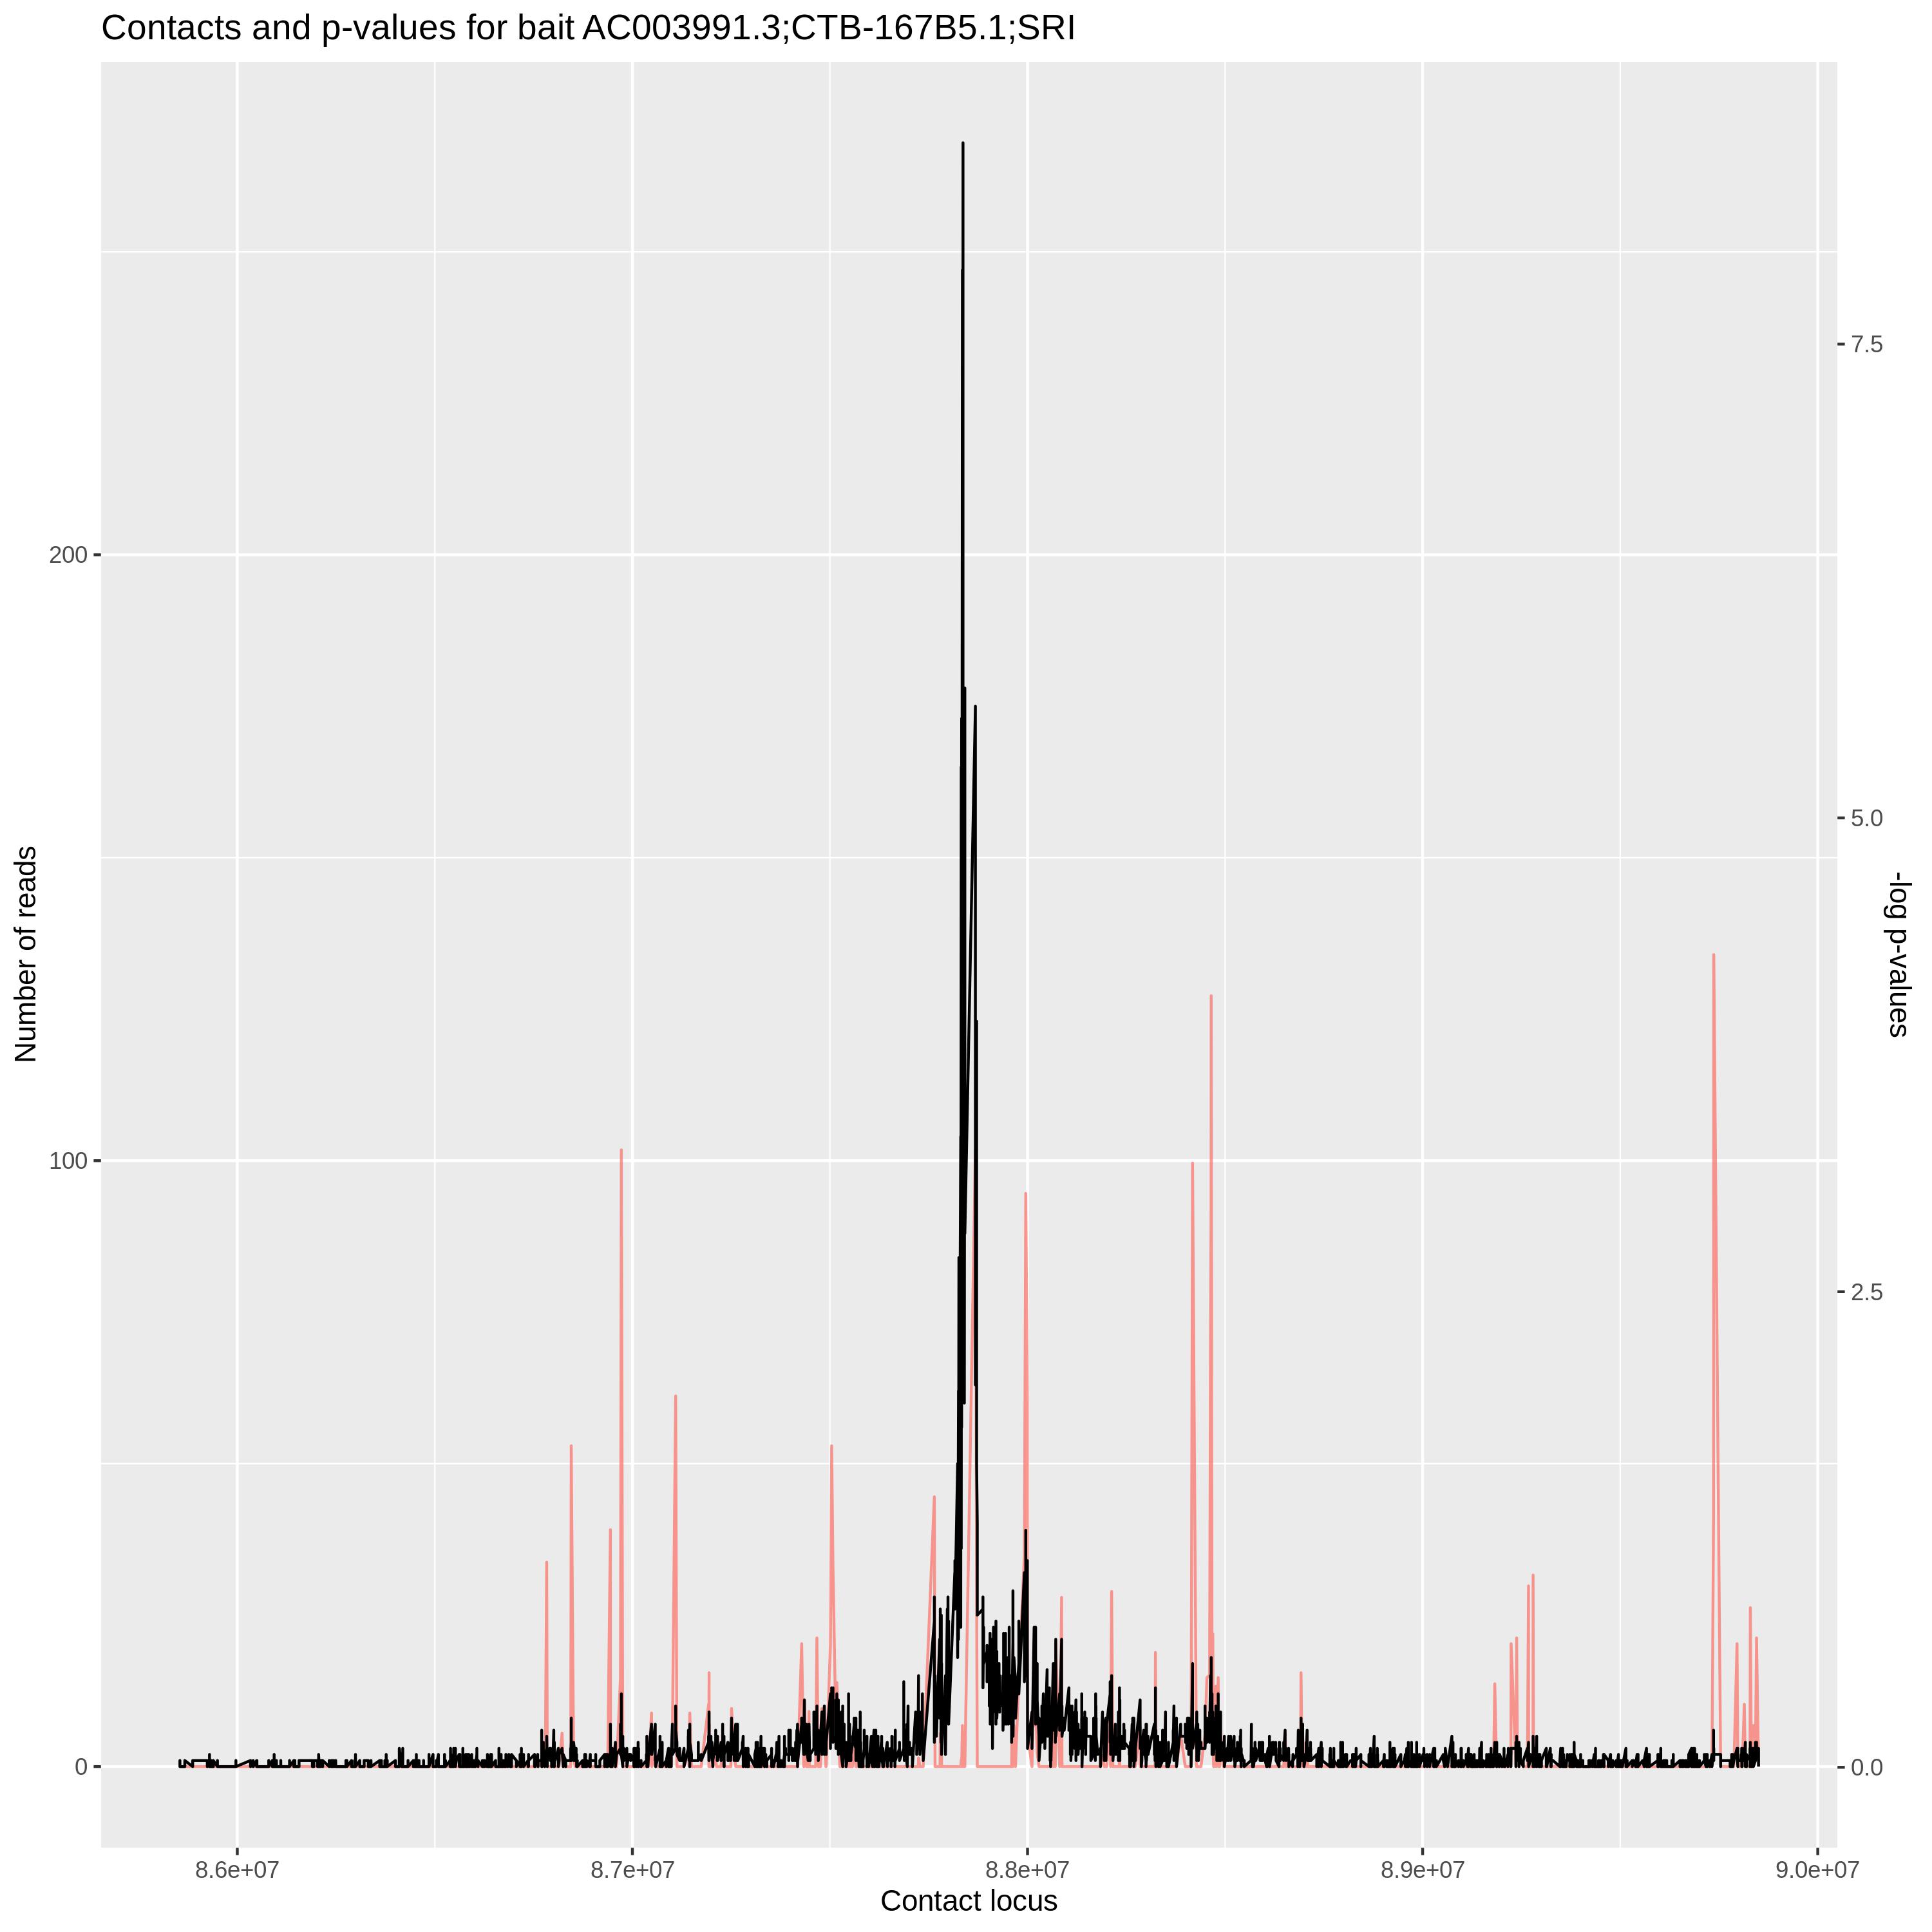 Contacts and p-values for bait AC003991.3;CTB-167B5.1;SRI
Number of reads
200
100
0
7.5
5.0
2.5
0.0
-log p-values
8.6e+07
8.7e+07
8.8e+07
8.9e+07
9.0e+07
Contact locus